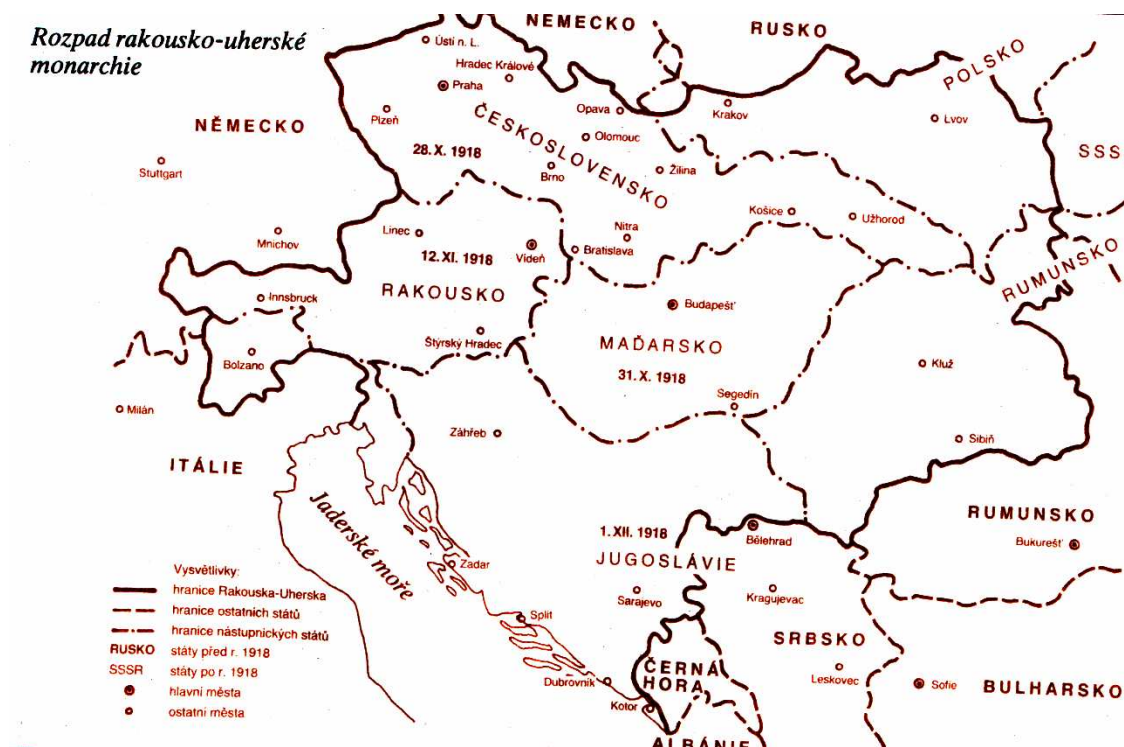 Rozpad rakousko-uherské
monarchie
NĚMECKO
RUSKO
POLSKO
Ústí n. L.
Hradec Králové
Praha
Opava
Krakov
Lvov
Plzeň
NĚMECKO
ČESKOSLOVENSKO
Olomouc
28. X. 1918
Brno
Žilina
SSS
Stuttgart
Košice
Užhorod
Mnichov
Linec
Nitra
12. XI. 1918
Vídeň
Bratislava
RUMUNSKO
Innsbruck
RAKOUSKO
Budapešť
Štýrský Hradec
MAĎARSKO
Bolzano
31. X. 1918
Kluž
Milán
Segedín
Záhřeb
Sibiň
ITÁLIE
Jaderské moře
1. XII. 1918
RUMUNSKO
Bělehrad
Bukurešť
JUGOSLÁVIE
Zadar
Sarajevo
Kragujevac
Split
SRBSKO
ČERNÁ
HORA
Leskovec
Sofie
BULHARSKO
Dubrovník
Kotor
ALBÁNIE
Vysvětlivky:
hranice Rakouska-Uherska
hranice ostatních států
hranice nástupnických států
RUSKO státy před r. 1918
SSSR státy po r. 1918
hlavní města
ostatní města